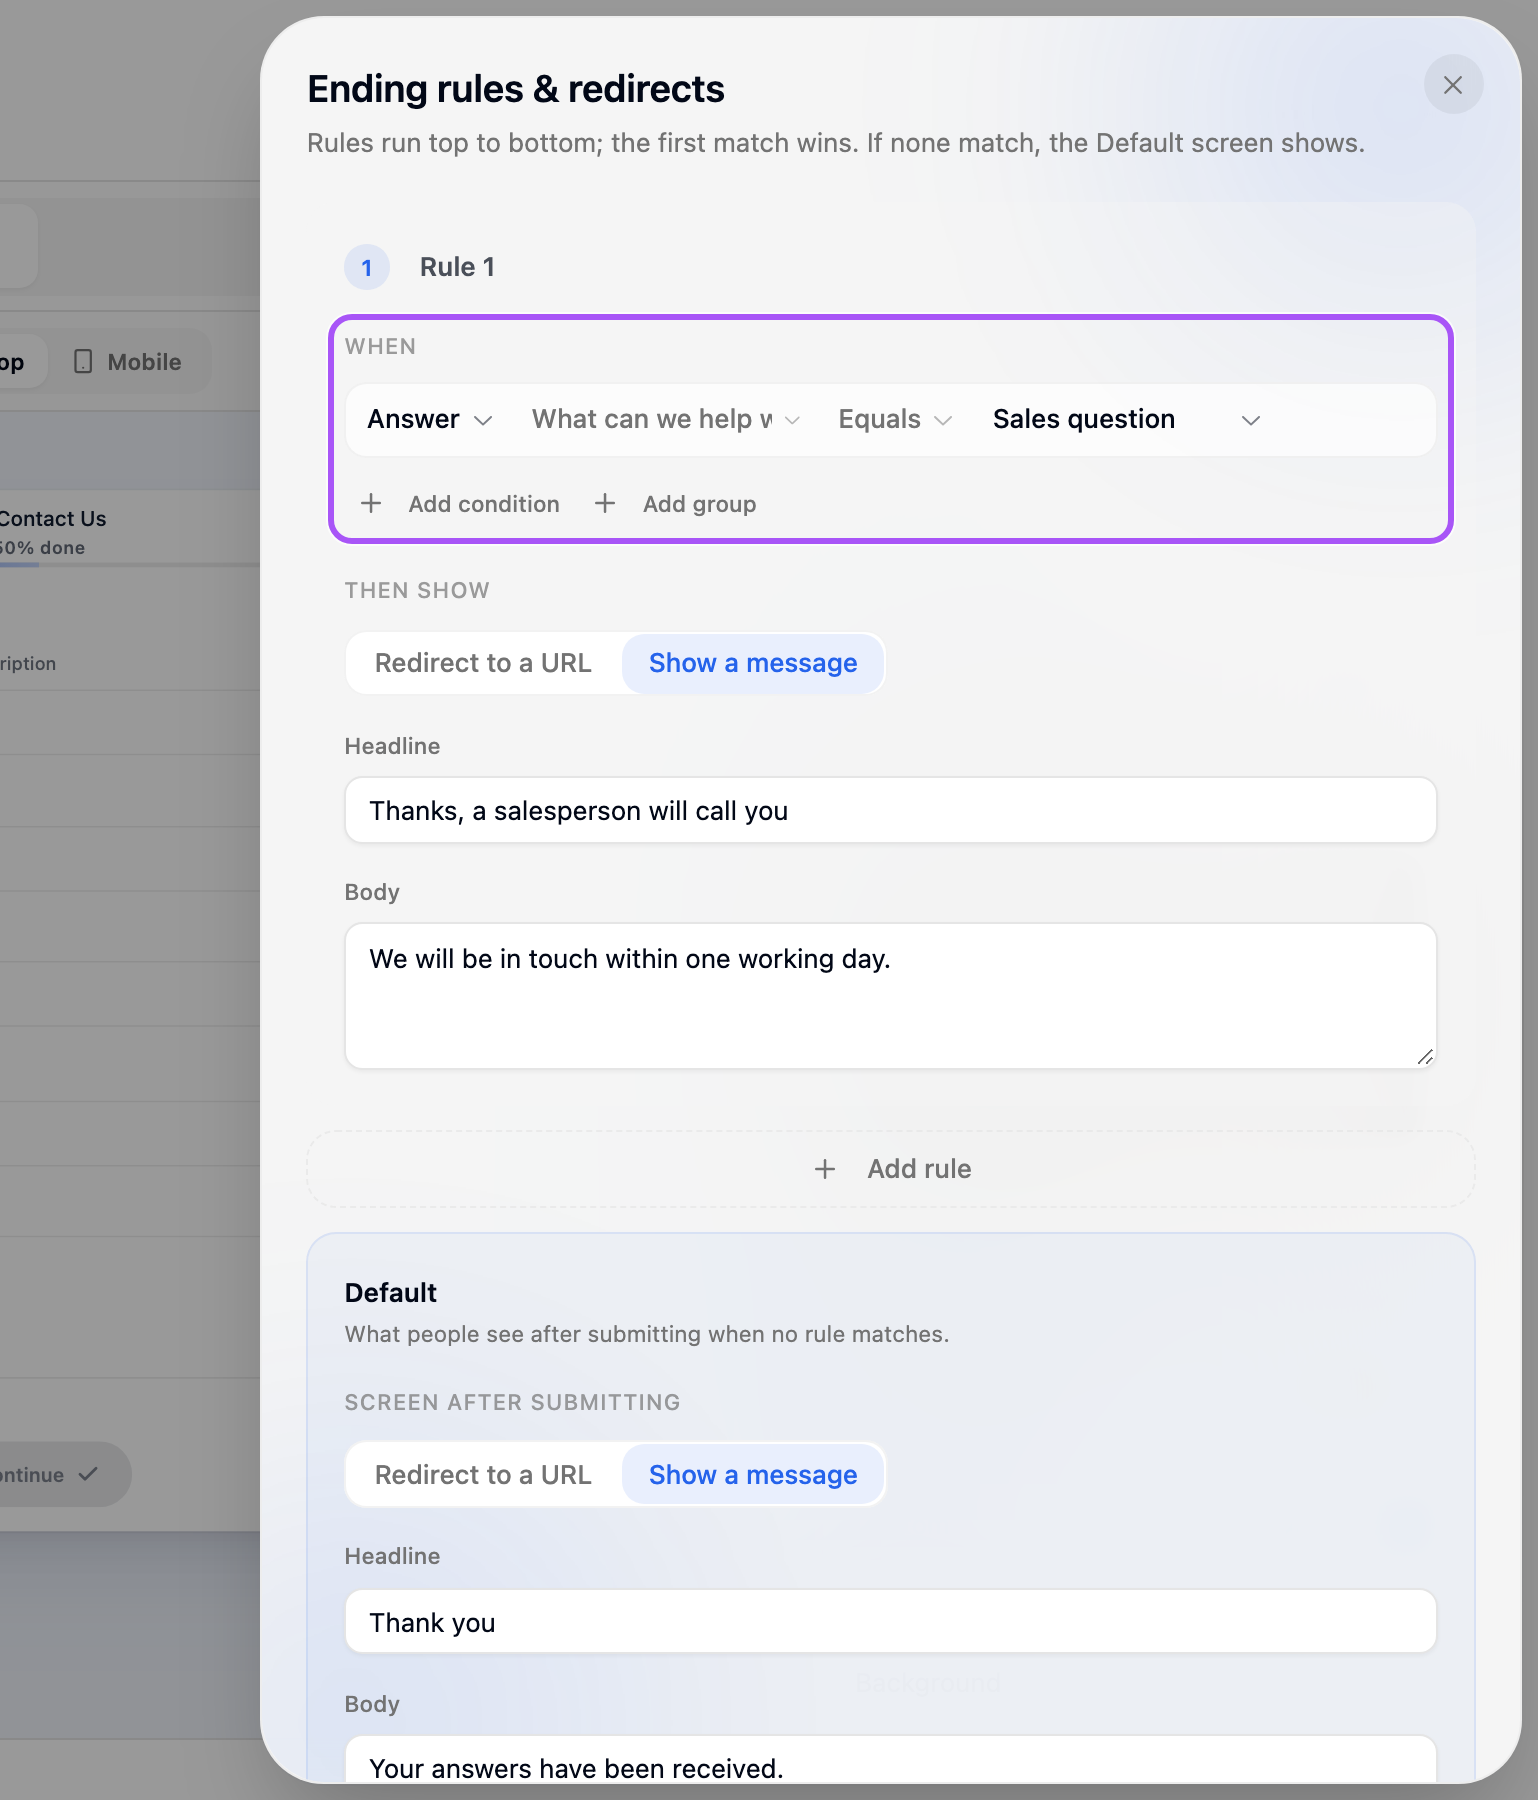 Ending rules & redirects
Rules run top to bottom; the first match wins. If none match, the Default screen shows.
1 Rule 1
WHEN
Answer What can we help Equals Sales question
Add condition Add group
THEN SHOW
Redirect to a URL Show a message
Headline
Thanks, a salesperson will call you
Body
We will be in touch within one working day.
Add rule
Default
What people see after submitting when no rule matches.
SCREEN AFTER SUBMITTING
Redirect to a URL Show a message
Headline
Thank you
Background
Body
Your answers have been received.
Mobile
Contact Us
50% done